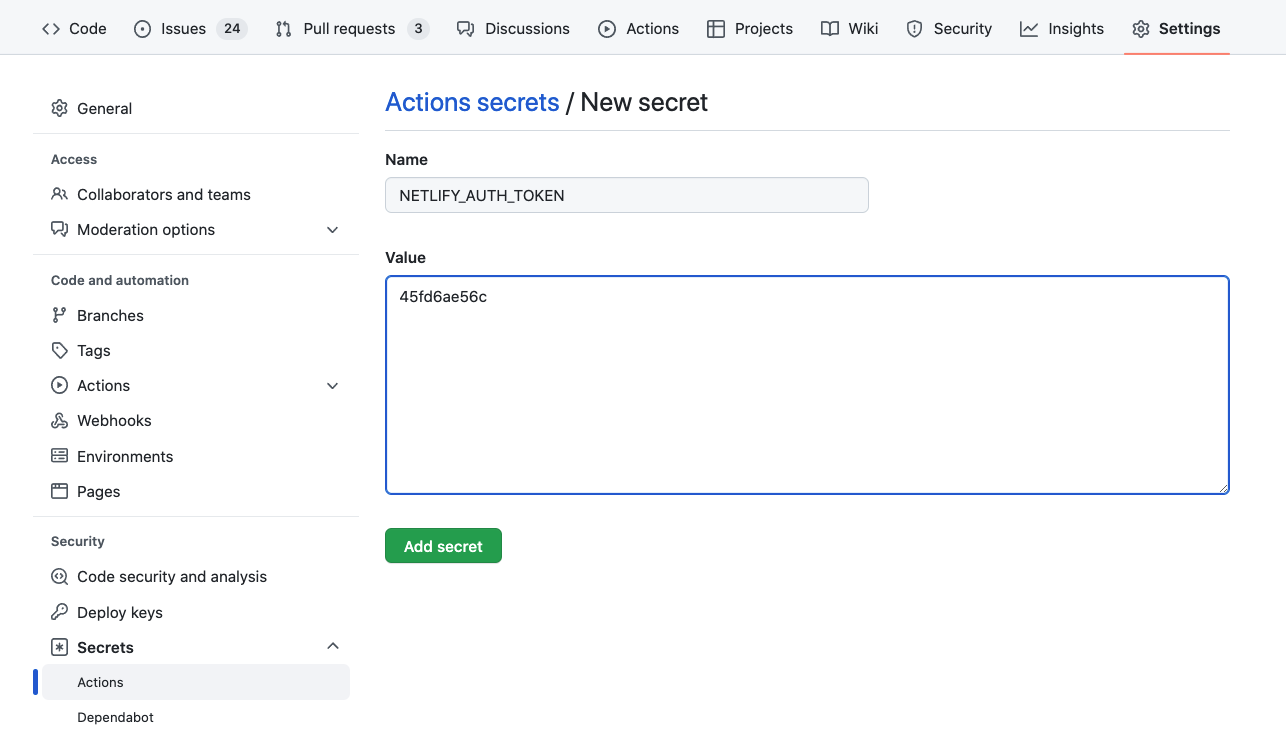 Code Issues 24 Pull requests 3 Discussions Actions Projects Wiki Security Insights Settings
General
Access
Collaborators and teams
Moderation options
Code and automation
Branches
Tags
Actions
Webhooks
Environments
Pages
Security
Code security and analysis
Deploy keys
Secrets
Actions
Dependabot
Actions secrets / New secret
Name
NETLIFY_AUTH_TOKEN
Value
45fd6ae56c
Add secret